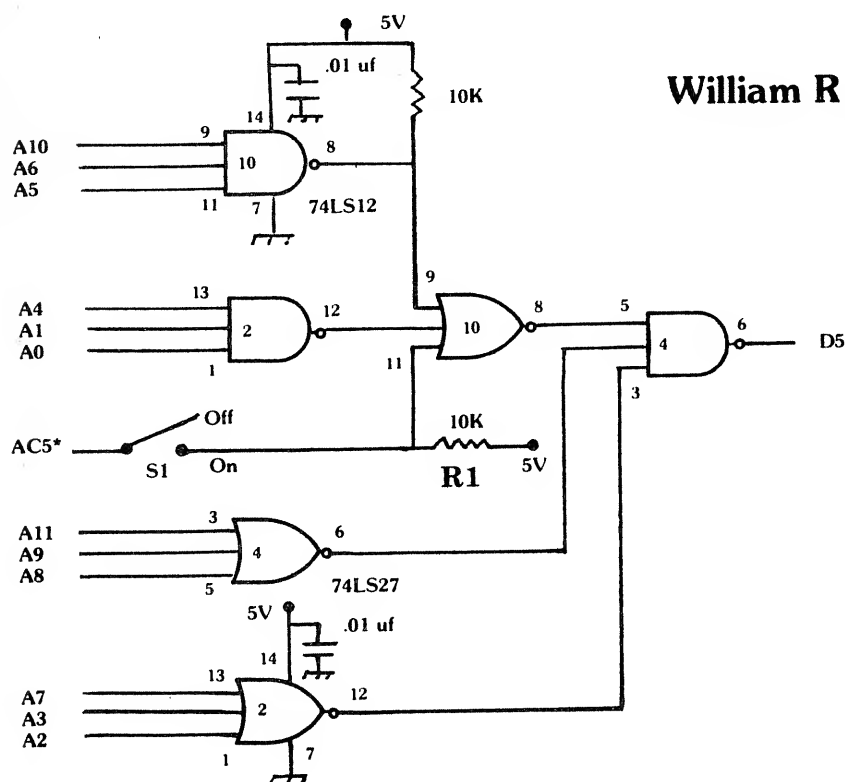 5V
.01 uf
10K
William R
14
A10 9 8
A6 10
A5 11 7 74LS12
A4 13 12
A1 2
A0 1
9
10 8
11
5 6
4 D5
3
AC5* Off
S1 On
10K
R1 5V
A11 3 6
A9 4
A8 5 74LS27
5V
.01 uf
14
A7 13 12
A3 2
A2 1 7